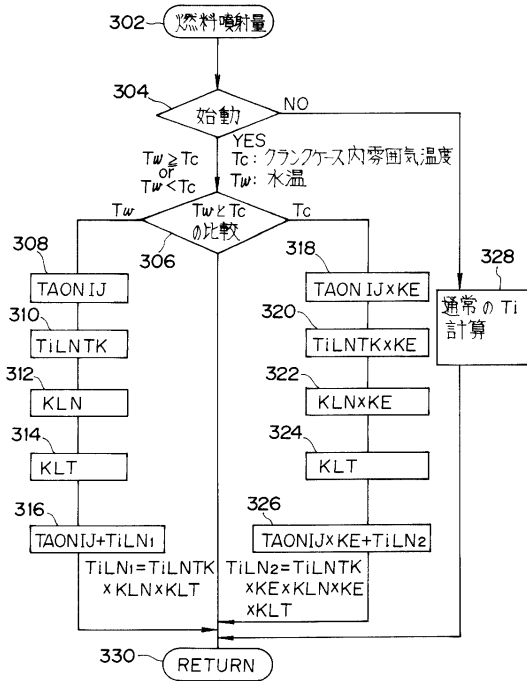 302
燃料噴射量
304
始動
NO
YES
Tw≧Tc
or
Tw<Tc
Tc:クランクケース内雰囲気温度
Tw:水温
Tw
TwとTc
の比較
Tc
306
308
TAONIJ
310
TiLNTK
312
KLN
314
KLT
316
TAONIJ+TiLN1
TiLN1=TiLNTK
×KLN×KLT
318
TAONIJ×KE
320
TiLNTK×KE
322
KLN×KE
324
KLT
326
TAONIJ×KE+TiLN2
TiLN2=TiLNTK
×KE×KLN×KE
×KLT
328
通常のTi
計算
330
RETURN